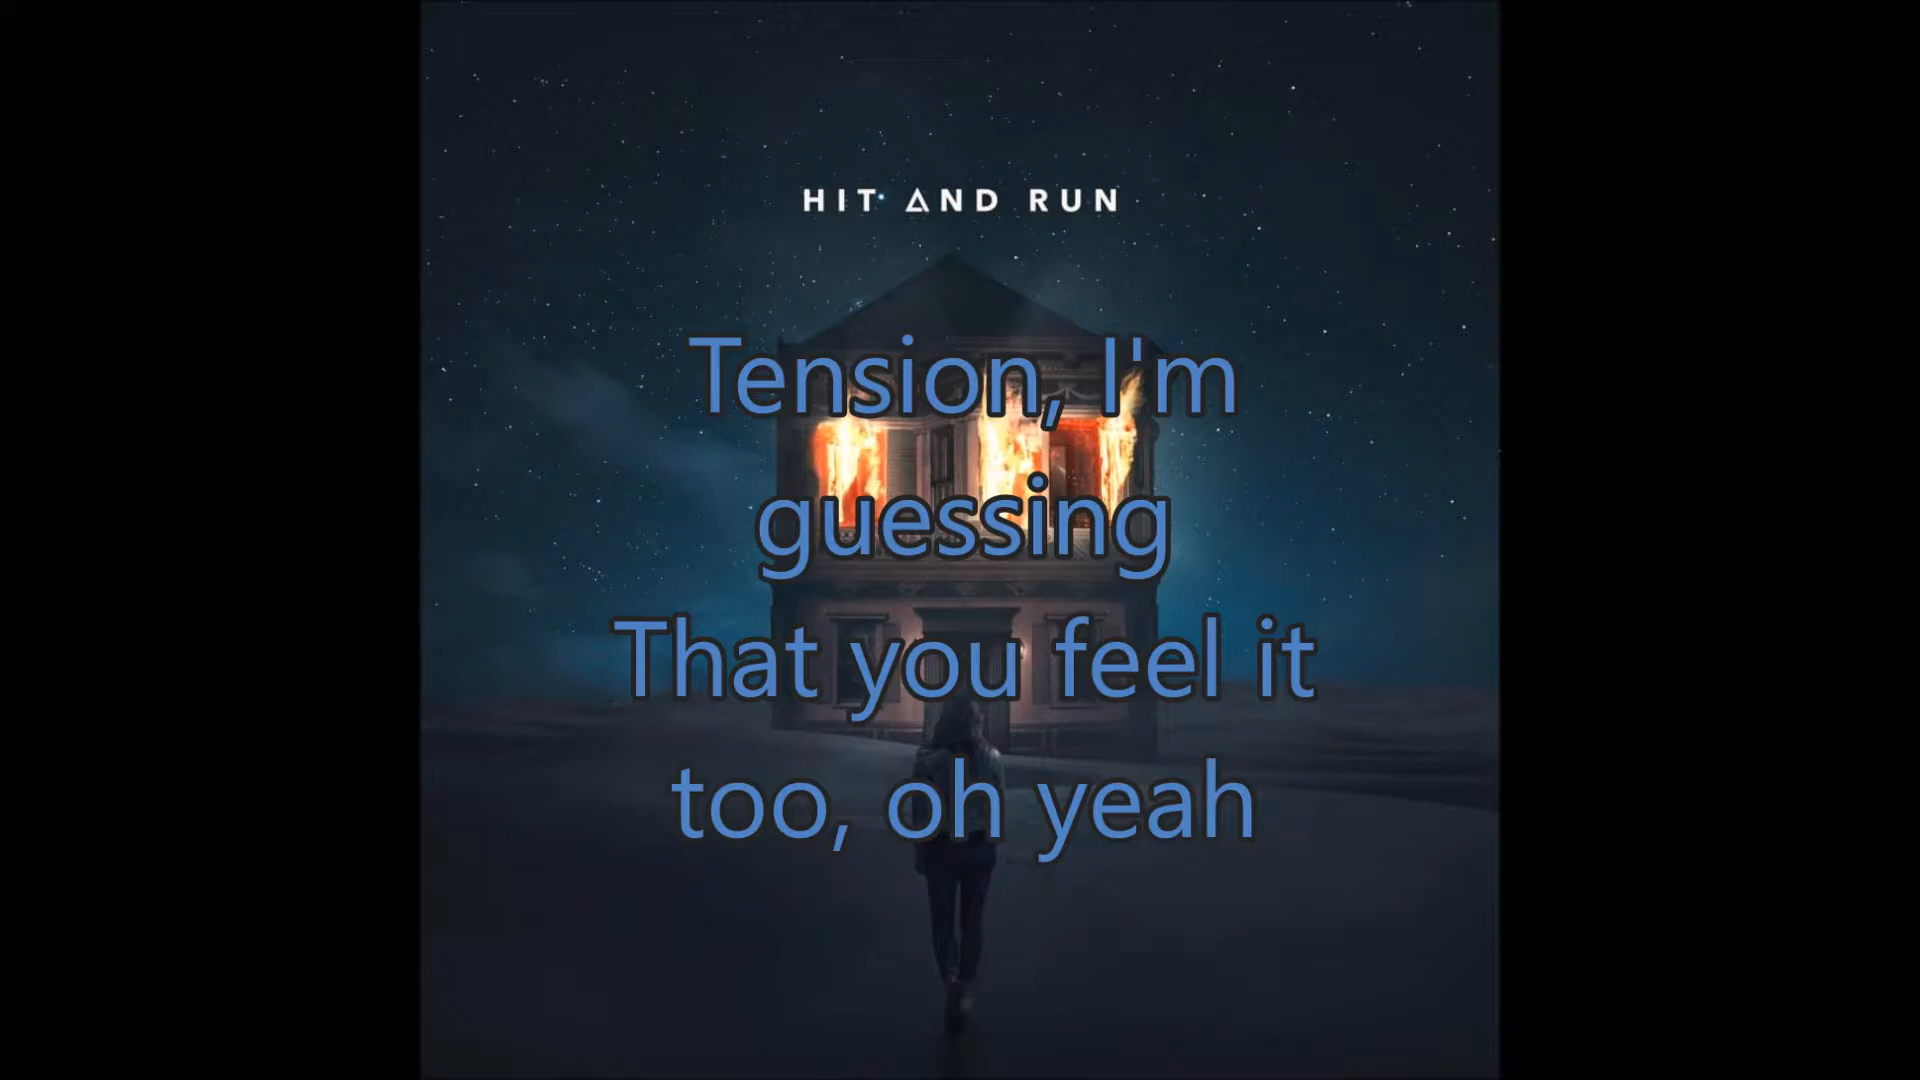 HIT AND RUN
Tension, I'm
guessing
That you feel it
too, oh yeah